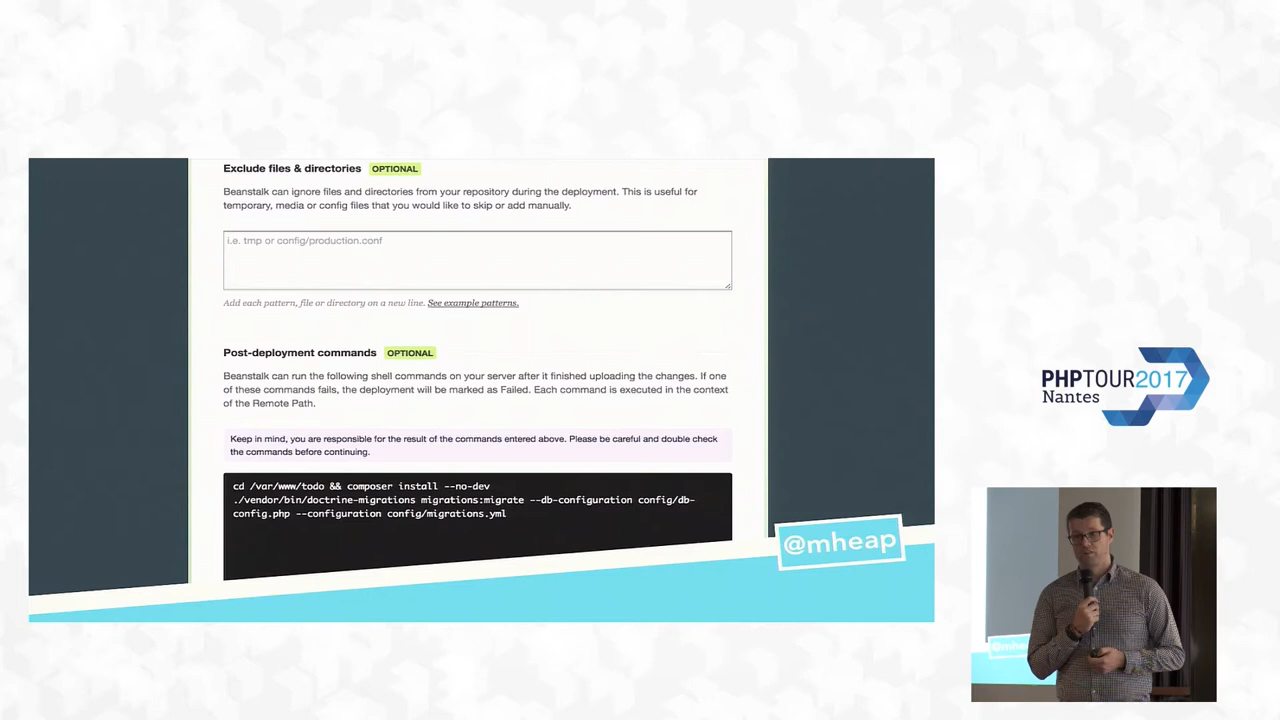 Exclude files & directories OPTIONAL
Beanstalk can ignore files and directories from your repository during the deployment. This is useful for
temporary, media or config files that you would like to skip or add manually.
i.e. tmp or config/production.conf
Add each pattern, file or directory on a new line. See example patterns.
Post-deployment commands OPTIONAL
Beanstalk can run the following shell commands on your server after it finished uploading the changes. If one
of these commands fails, the deployment will be marked as Failed. Each command is executed in the context
of the Remote Path.
Keep in mind, you are responsible for the result of the commands entered above. Please be careful and double check
the commands before continuing.
cd /var/www/todo && composer install --no-dev
./vendor/bin/doctrine-migrations migrations:migrate --db-configuration config/db-
config.php --configuration config/migrations.yml
@mheap
PHPTOUR2017
Nantes